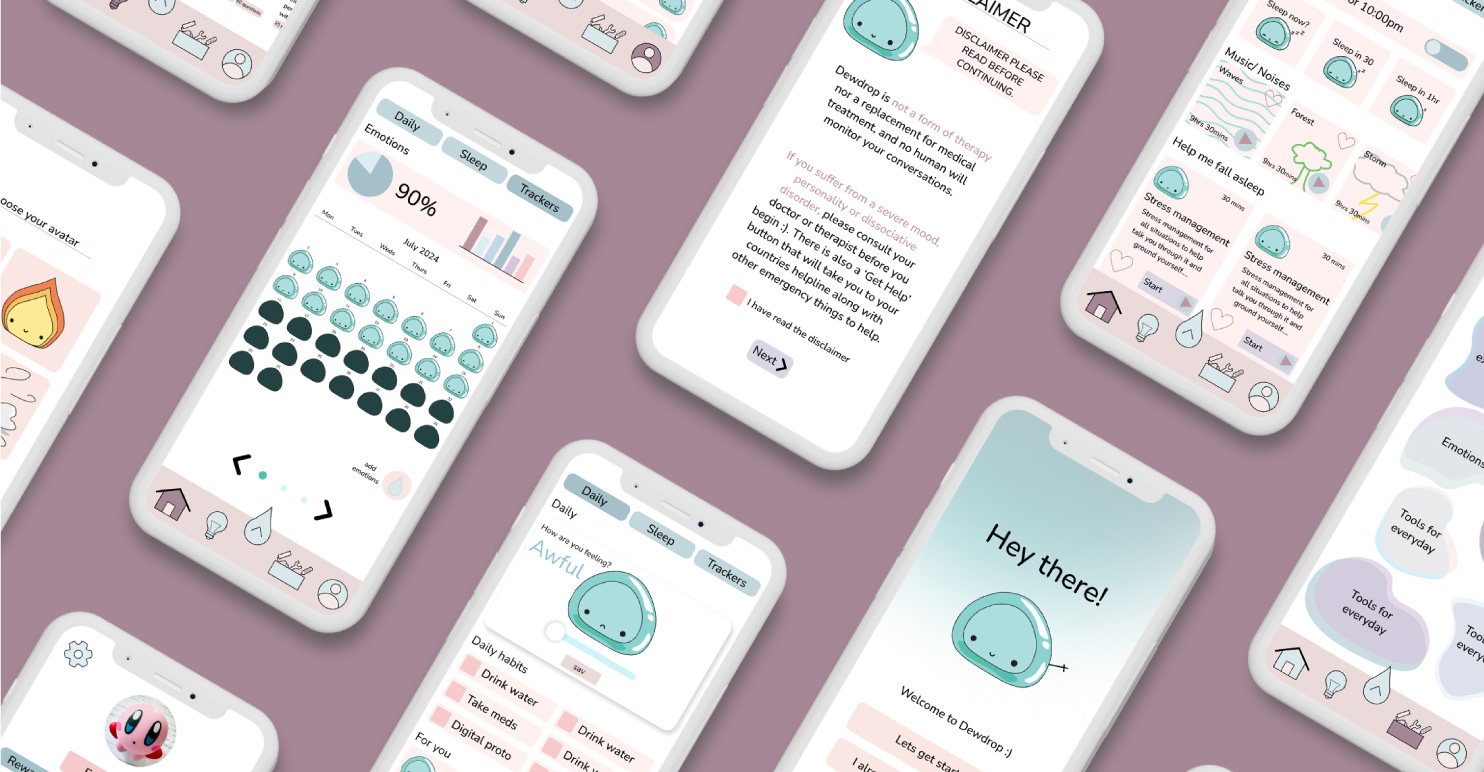 oose your avatar
Daily
Sleep
Trackers
Emotions
90%
July 2024
Mon
Tues
Weds
Thurs
Fri
Sat
Sun
add
emotions
DISCLAIMER PLEASE
READ BEFORE
CONTINUING.
Dewdrop is not a form of therapy
nor a replacement for medical
treatment, and no human will
monitor your conversations.
If you suffer from a severe mood,
personality or dissociative
disorder, please consult your
doctor or therapist before you
begin :). There is also a 'Get Help'
button that will take you to your
countries helpline along with
other emergency things to help.
I have read the disclaimer
Next
or 10:00pm
Sleep now?
Sleep in 30
Sleep in 1hr
Music/ Noises
Waves
9hrs 30mins
Forest
9hrs 30mins
Storm
9hrs 30mins
Help me fall asleep
30 mins
Stress management
Stress management for
all situations to help
talk you through it and
ground yourself...
Start
30 mins
Stress management
Stress management for
all situations to help
talk you through it and
ground yourself...
Start
Daily
Sleep
Trackers
Daily
How are you feeling?
Awful
sav
Daily habits
Drink water
Take meds
Digital proto
Drink water
For you
Hey there!
Welcome to Dewdrop :)
Lets get start
Emotions
Tools for
everyday
Tools for
everyday